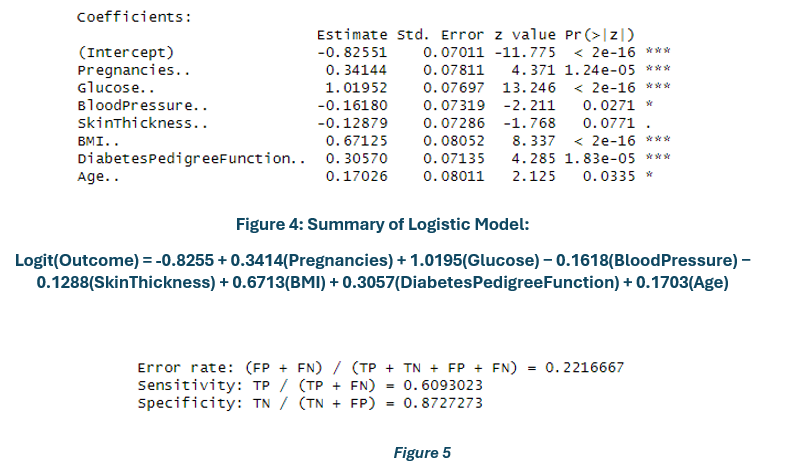 Coefficients:
Estimate Std. Error z value Pr(>|z|)
(Intercept) -0.82551 0.07011 -11.775 < 2e-16 ***
Pregnancies.. 0.34144 0.07811 4.371 1.24e-05 ***
Glucose.. 1.01952 0.07697 13.246 < 2e-16 ***
BloodPressure.. -0.16180 0.07319 -2.211 0.0271 *
SkinThickness.. -0.12879 0.07286 -1.768 0.0771 .
BMI.. 0.67125 0.08052 8.337 < 2e-16 ***
DiabetesPedigreeFunction.. 0.30570 0.07135 4.285 1.83e-05 ***
Age.. 0.17026 0.08011 2.125 0.0335 *
Figure 4: Summary of Logistic Model:
Logit(Outcome) = -0.8255 + 0.3414(Pregnancies) + 1.0195(Glucose) − 0.1618(BloodPressure) −
0.1288(SkinThickness) + 0.6713(BMI) + 0.3057(DiabetesPedigreeFunction) + 0.1703(Age)
Error rate: (FP + FN) / (TP + TN + FP + FN) = 0.2216667
Sensitivity: TP / (TP + FN) = 0.6093023
Specificity: TN / (TN + FP) = 0.8727273
Figure 5